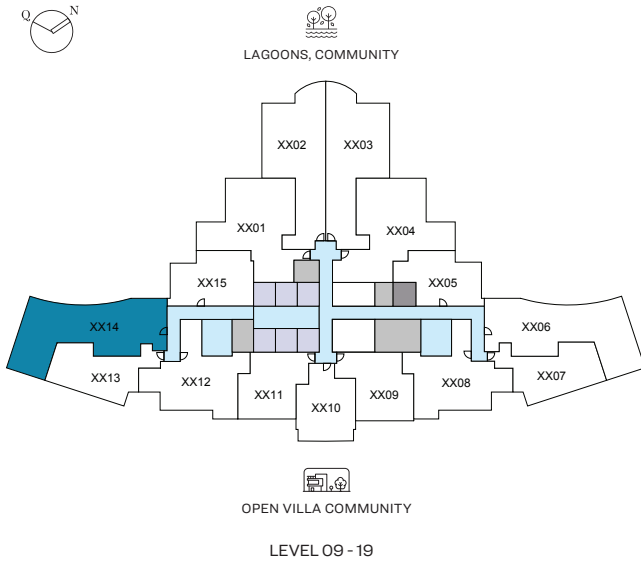 Q N
LAGOONS, COMMUNITY
XX02 XX03
XX01 XX04
XX15 XX05
XX14 XX06
XX13 XX12 XX11 XX10 XX09 XX08 XX07
OPEN VILLA COMMUNITY
LEVEL 09 - 19